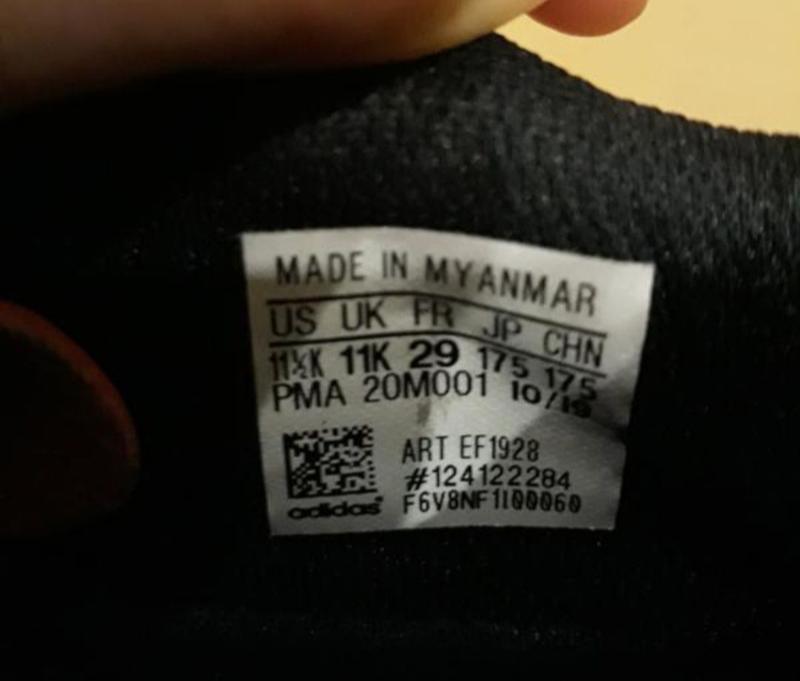 MADE IN MYANMAR
US UK FR JP CHN
11½K 11K 29 175 175
PMA 20M001 10/19
ART EF1928
#124122284
F6V8NF1100060
adidas